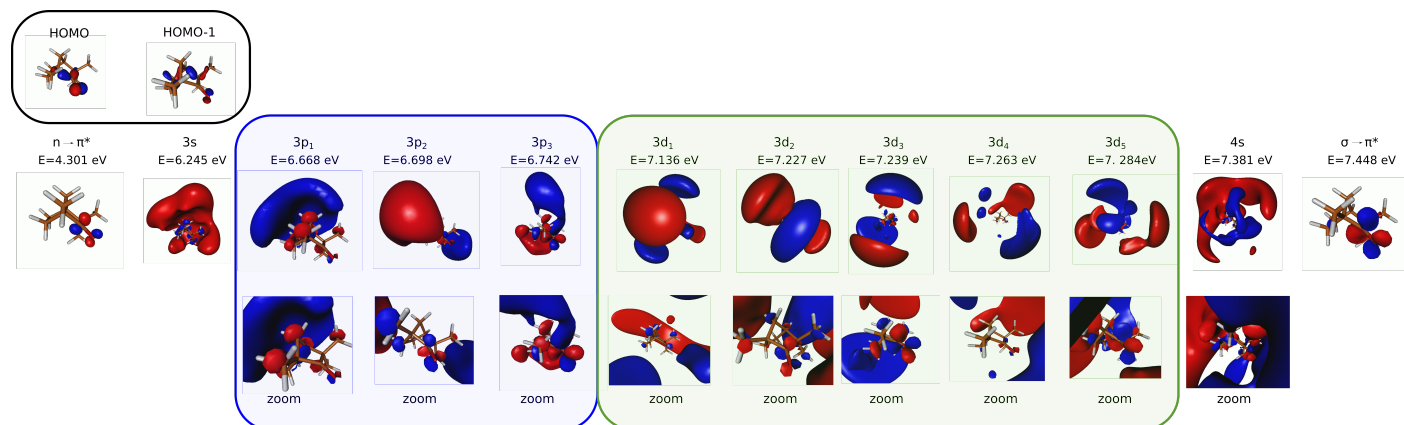 HOMO HOMO-1
n→π* 3s 3p₁ 3p₂ 3p₃ 3d₁ 3d₂ 3d₃ 3d₄ 3d₅ 4s σ→π*
E=4.301 eV E=6.245 eV E=6.668 eV E=6.698 eV E=6.742 eV E=7.136 eV E=7.227 eV E=7.239 eV E=7.263 eV E=7. 284eV E=7.381 eV E=7.448 eV
zoom zoom zoom zoom zoom zoom zoom zoom zoom